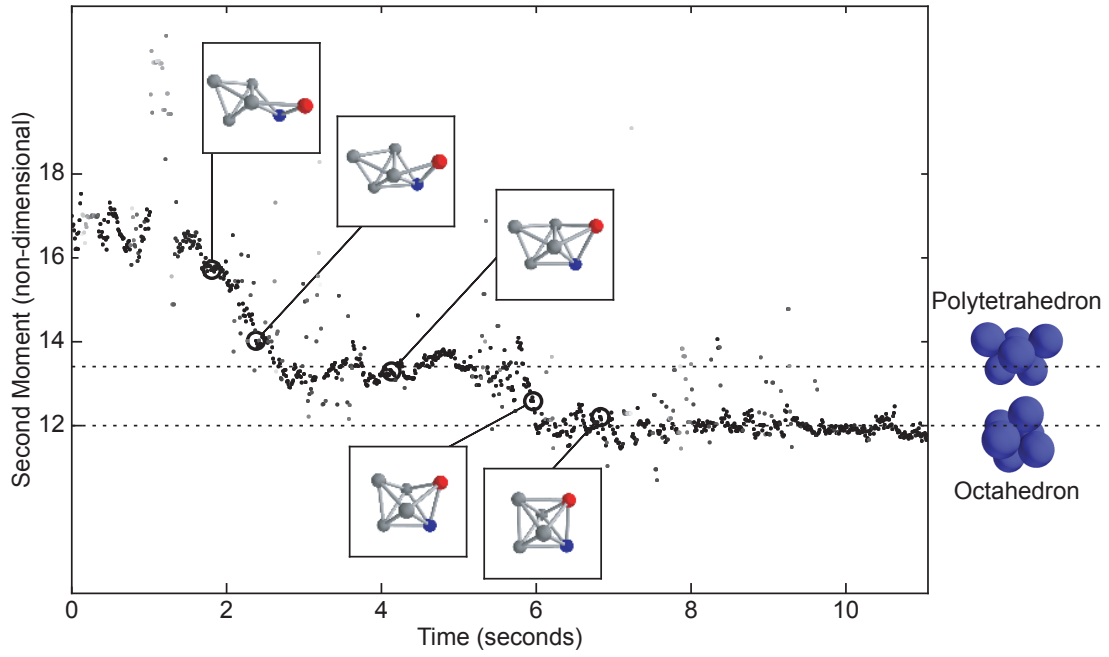 Second Moment (non-dimensional)
18
16
14
12
0
2
4
6
8
10
Time (seconds)
Polytetrahedron
Octahedron